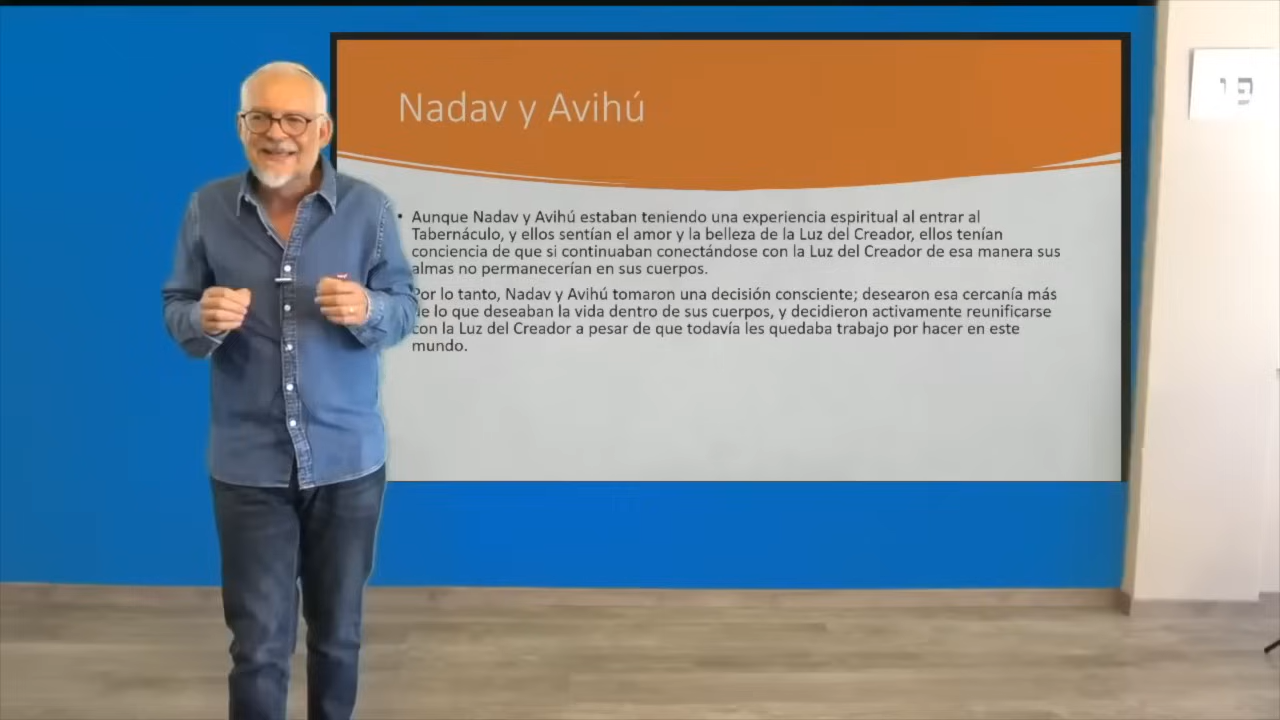 Nadav y Avihú
• Aunque Nadav y Avihú estaban teniendo una experiencia espiritual al entrar al
Tabernáculo, y ellos sentían el amor y la belleza de la Luz del Creador, ellos tenían
conciencia de que si continuaban conectándose con la Luz del Creador de esa manera sus
almas no permanecerían en sus cuerpos.
Por lo tanto, Nadav y Avihú tomaron una decisión consciente; desearon esa cercanía más
de lo que deseaban la vida dentro de sus cuerpos, y decidieron activamente reunificarse
con la Luz del Creador a pesar de que todavía les quedaba trabajo por hacer en este
mundo.